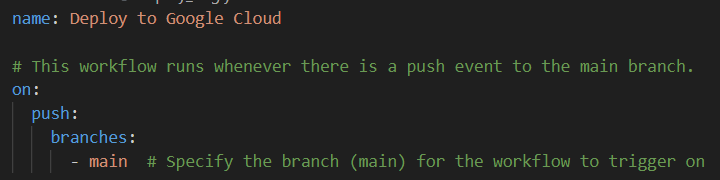 name: Deploy to Google Cloud
# This workflow runs whenever there is a push event to the main branch.
on:
push:
branches:
- main  # Specify the branch (main) for the workflow to trigger on